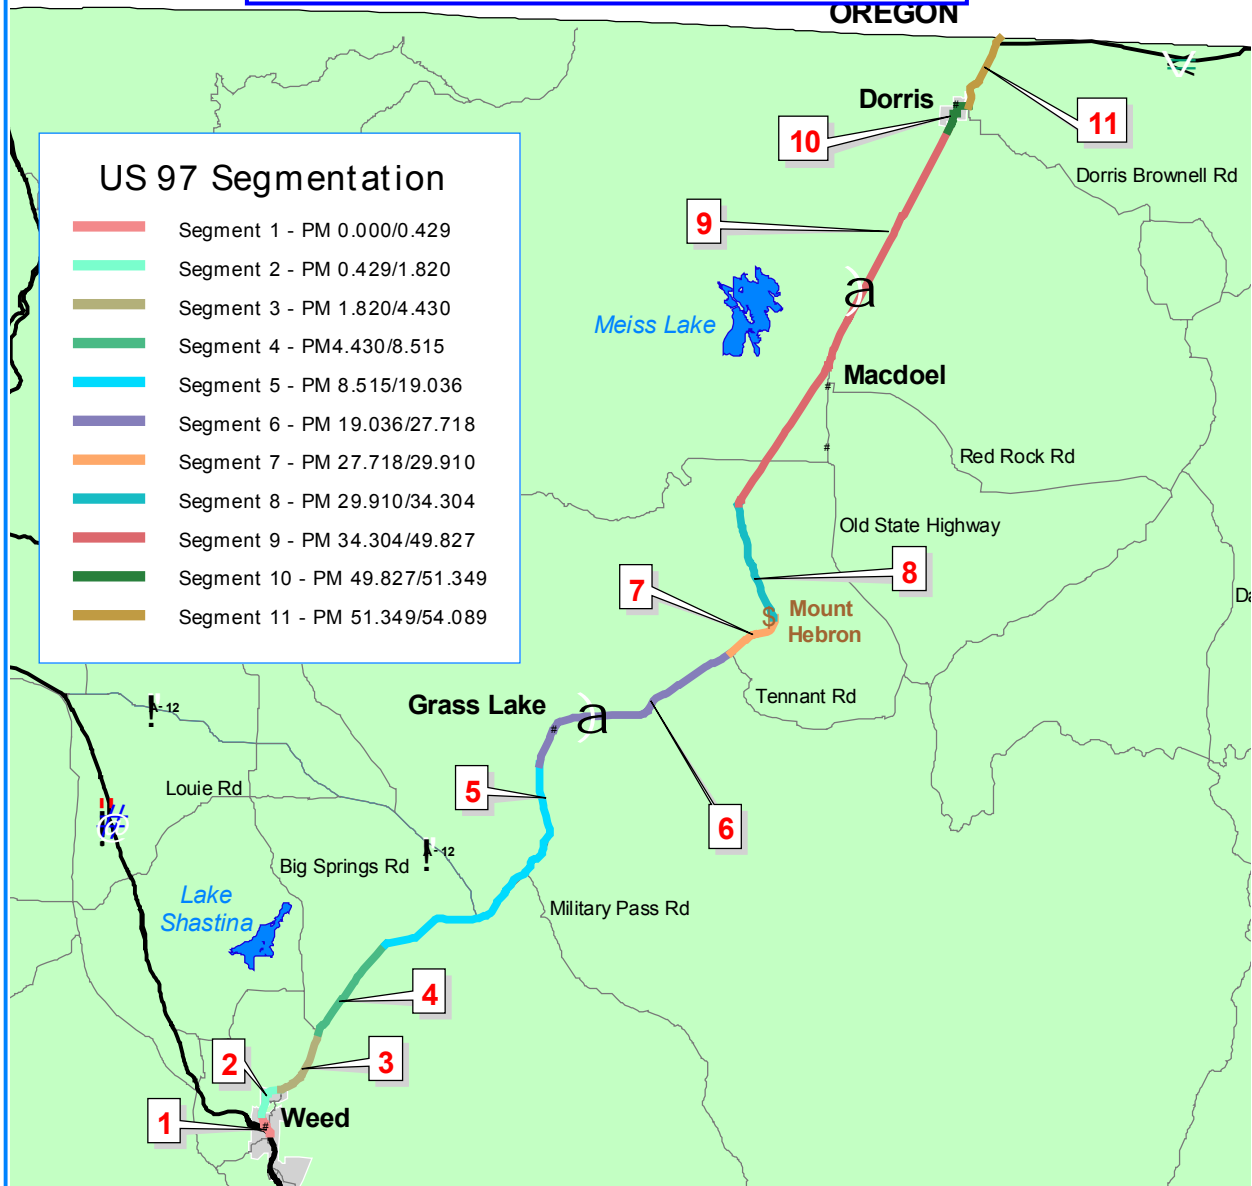 OREGON
Dorris
10
11
Dorris Brownell Rd
US 97 Segmentation
Segment 1 - PM 0.000/0.429
Segment 2 - PM 0.429/1.820
Segment 3 - PM 1.820/4.430
Segment 4 - PM4.430/8.515
Segment 5 - PM 8.515/19.036
Segment 6 - PM 19.036/27.718
Segment 7 - PM 27.718/29.910
Segment 8 - PM 29.910/34.304
Segment 9 - PM 34.304/49.827
Segment 10 - PM 49.827/51.349
Segment 11 - PM 51.349/54.089
9
a
Meiss Lake
Macdoel
Red Rock Rd
Old State Highway
8
7
$
Mount
Hebron
Da
Tennant Rd
Grass Lake
a
A-12
Louie Rd
5
6
@
A-12
Big Springs Rd
Lake
Shastina
Military Pass Rd
4
3
2
1
Weed